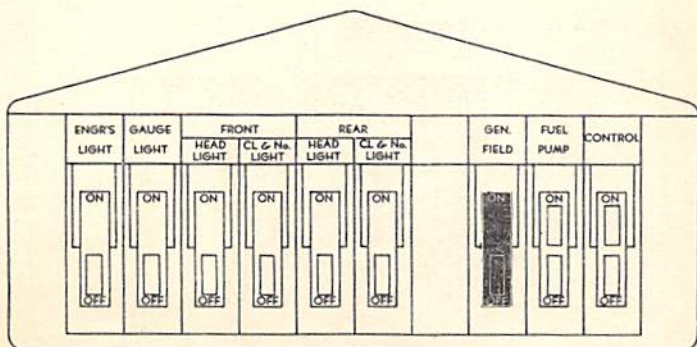 ENGR'S LIGHT
GAUGE LIGHT
FRONT
HEAD LIGHT
CL & No. LIGHT
REAR
HEAD LIGHT
CL & No. LIGHT
GEN. FIELD
FUEL PUMP
CONTROL
ON ON ON ON ON ON ON ON ON
OFF OFF OFF OFF OFF OFF OFF OFF OFF